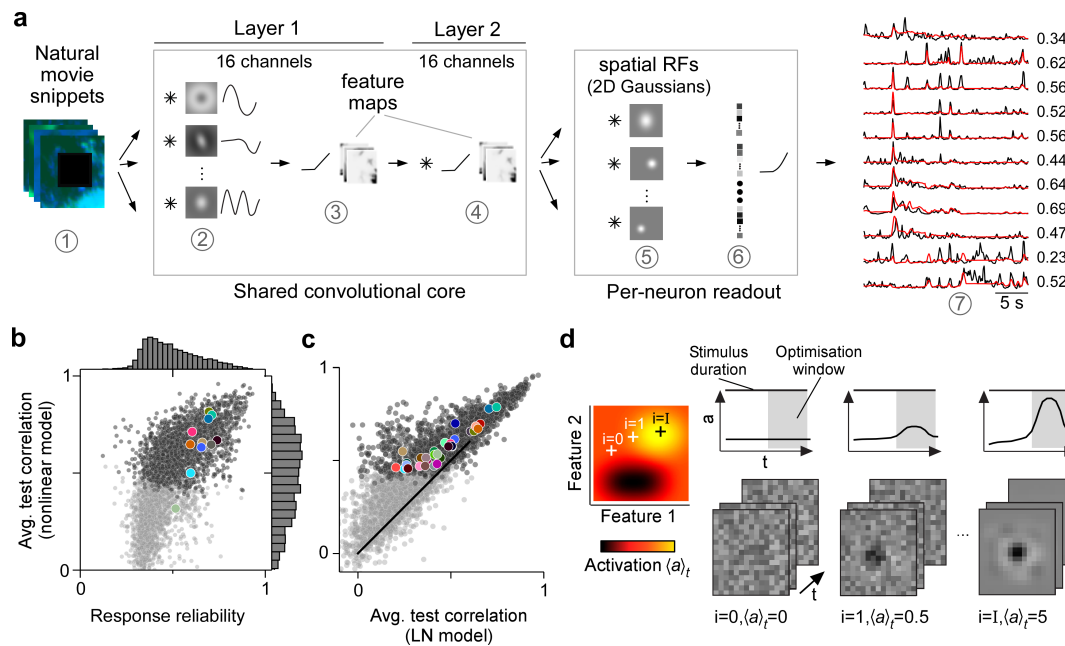 a
Layer 1
Layer 2
Natural
movie
snippets
16 channels
16 channels
feature
maps
spatial RFs
(2D Gaussians)
1
2
3
4
5
6
7
Shared convolutional core
Per-neuron readout
0.34
0.62
0.56
0.52
0.56
0.44
0.64
0.69
0.47
0.23
0.52
5 s
b
Avg. test correlation
(nonlinear model)
1
0
0
1
Response reliability
c
1
0
0
1
Avg. test correlation
(LN model)
d
Stimulus
duration
Optimisation
window
a
t
Feature 2
i=0
i=1
i=I
Feature 1
Activation ⟨a⟩t
t
...
i=0,⟨a⟩t=0
i=1,⟨a⟩t=0.5
i=I,⟨a⟩t=5